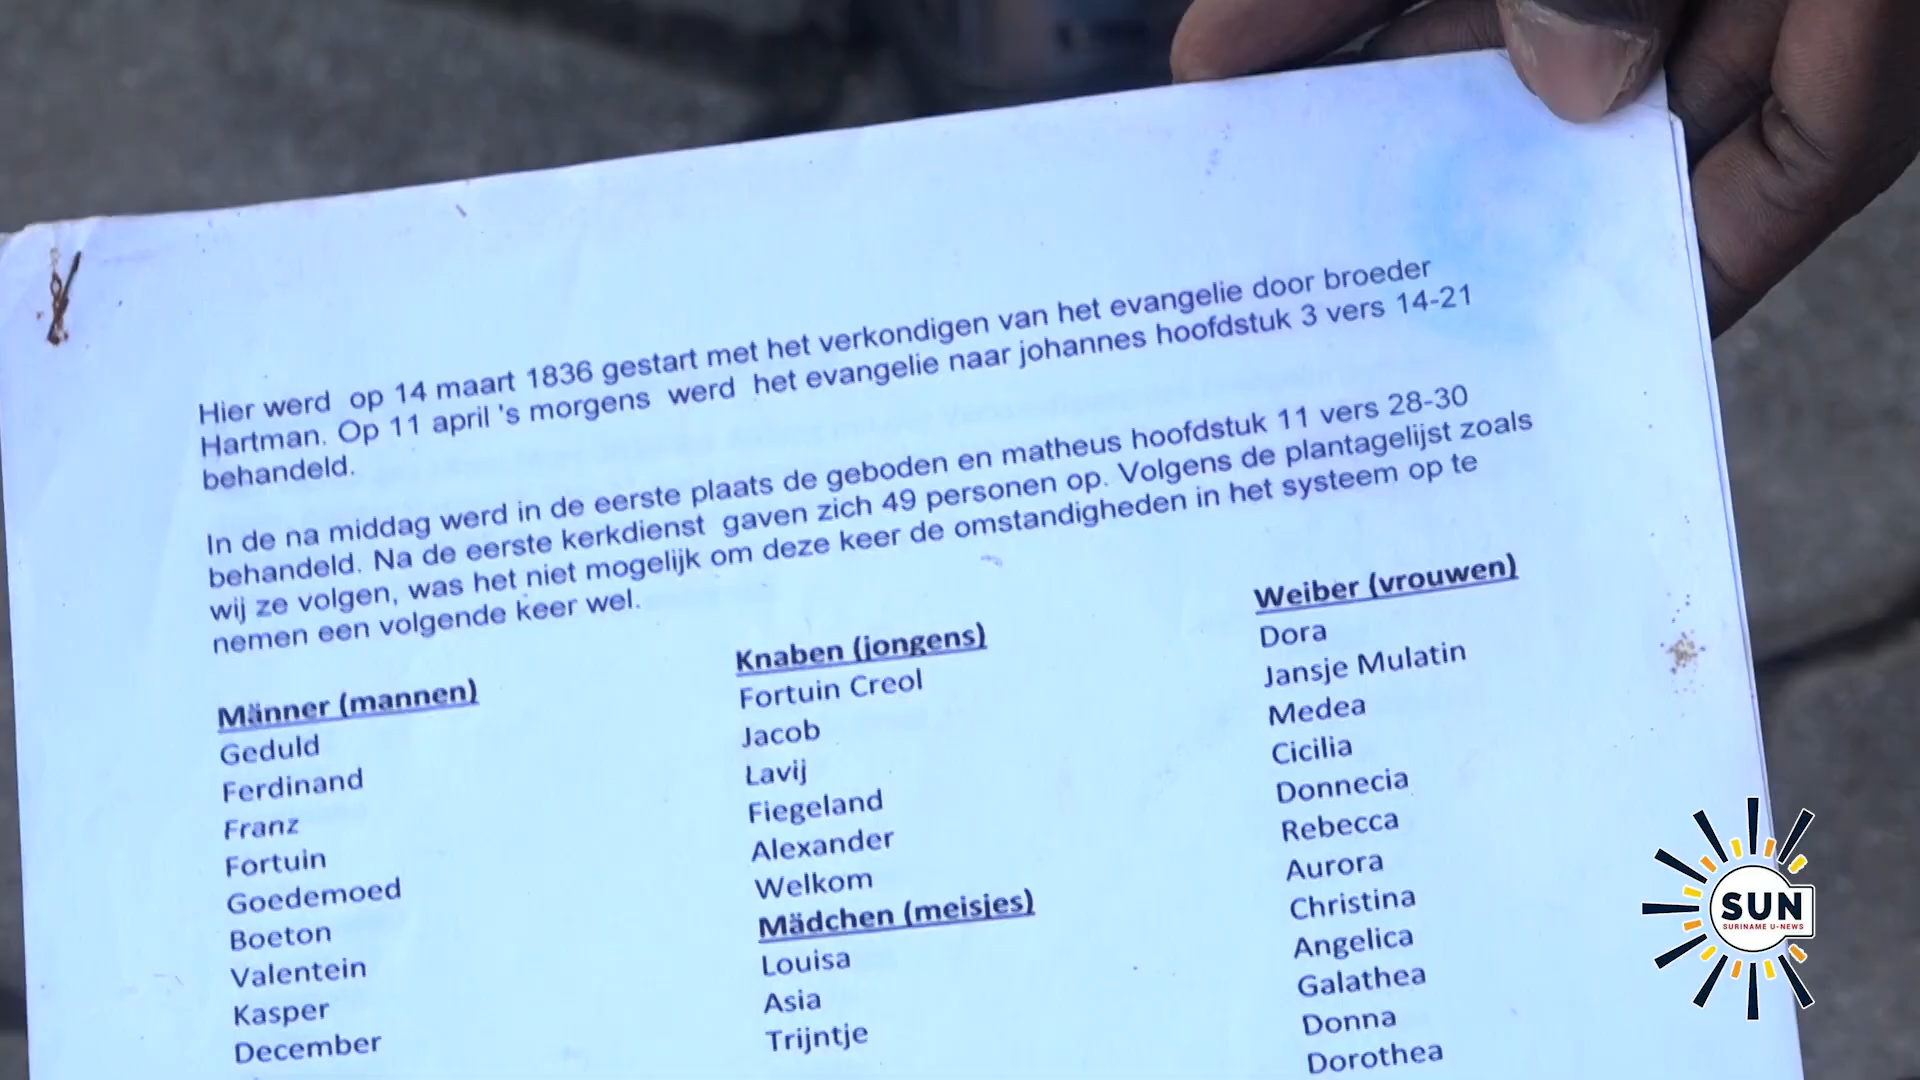 Hier werd op 14 maart 1836 gestart met het verkondigen van het evangelie door broeder
Hartman. Op 11 april 's morgens werd het evangelie naar johannes hoofdstuk 3 vers 14-21
behandeld.
In de na middag werd in de eerste plaats de geboden en matheus hoofdstuk 11 vers 28-30
behandeld. Na de eerste kerkdienst gaven zich 49 personen op. Volgens de plantagelijst zoals
wij ze volgen, was het niet mogelijk om deze keer de omstandigheden in het systeem op te
nemen een volgende keer wel.
Männer (mannen)
Geduld
Ferdinand
Franz
Fortuin
Goedemoed
Boeton
Valentein
Kasper
December
Knaben (jongens)
Fortuin Creol
Jacob
Lavij
Fiegeland
Alexander
Welkom
Mädchen (meisjes)
Louisa
Asia
Trijntje
Weiber (vrouwen)
Dora
Jansje Mulatin
Medea
Cicilia
Donnecia
Rebecca
Aurora
Christina
Angelica
Galathea
Donna
Dorothea
SUN
SURINAME U-NEWS